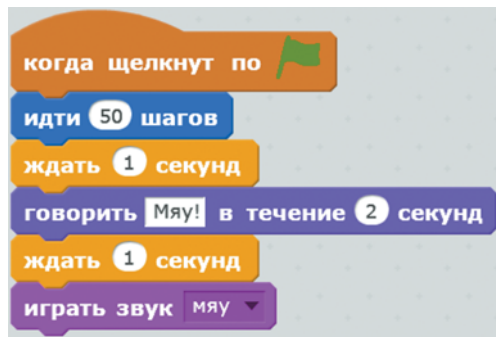 когда щелкнут по
идти 50 шагов
ждать 1 секунд
говорить Мяу! в течение 2 секунд
ждать 1 секунд
играть звук мяу